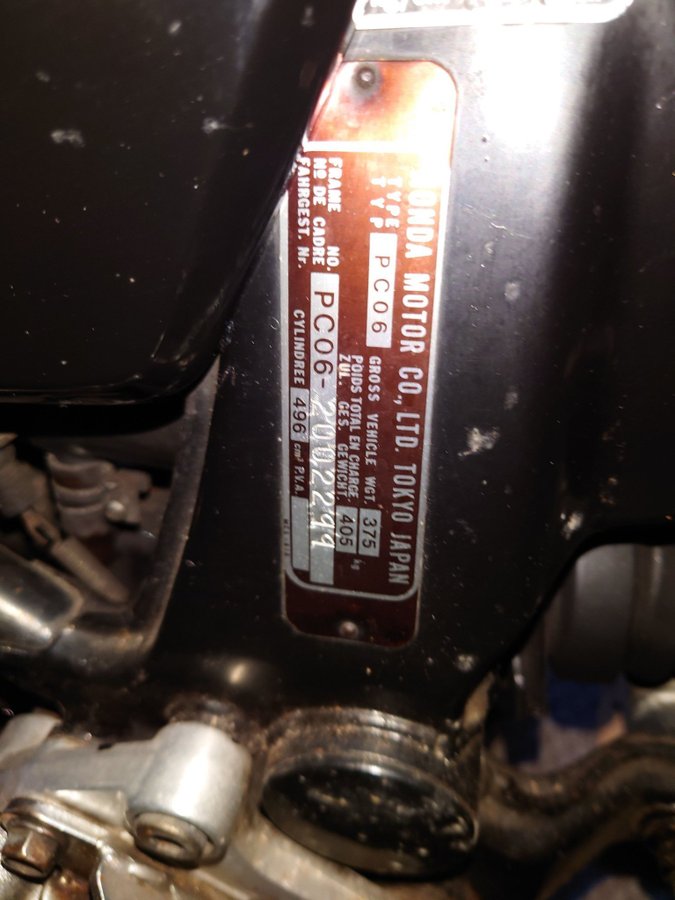 HONDA MOTOR CO., LTD. TOKYO JAPAN
TYPE
TYP PC06
GROSS VEHICLE WGT. 375
POIDS TOTAL EN CHARGE kg
ZUL. GES. GEWICHT. 405
FRAME NO.
Nº DE CADRE PC06-2002299
FAHRGEST. Nr.
CYLINDREE 496 cm³ P.V.A.